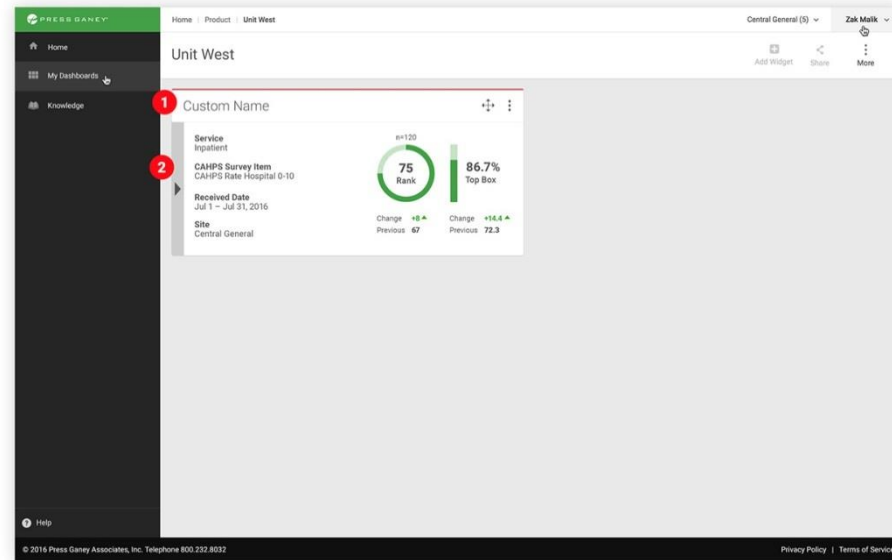 PRESS GANEY
Home | Product | Unit West
Central General (5)
Zak Malik
Home
My Dashboards
Knowledge
Unit West
Add Widget
Share
More
1
Custom Name
2
Service
Inpatient
CAHPS Survey Item
CAHPS Rate Hospital 0-10
Received Date
Jul 1 – Jul 31, 2016
Site
Central General
n=120
75
Rank
86.7%
Top Box
Change +8
Previous 67
Change +14.4
Previous 72.3
Help
© 2016 Press Ganey Associates, Inc. Telephone 800.232.8032
Privacy Policy | Terms of Service